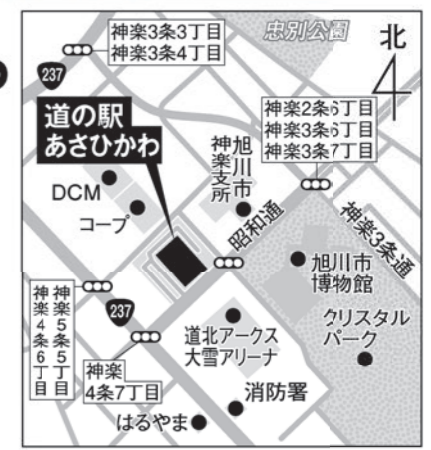 神楽3条3丁目
神楽3条4丁目
忠別公園
北
237
道の駅
あさひかわ
神楽2条6丁目
神楽3条6丁目
神楽3条7丁目
旭川市
神楽支所
DCM
コープ
昭和通
神楽3条通
旭川市
博物館
神楽5条5丁目
神楽4条6丁目
237
道北アークス
大雪アリーナ
クリスタル
パーク
神楽
4条7丁目
消防署
はるやま